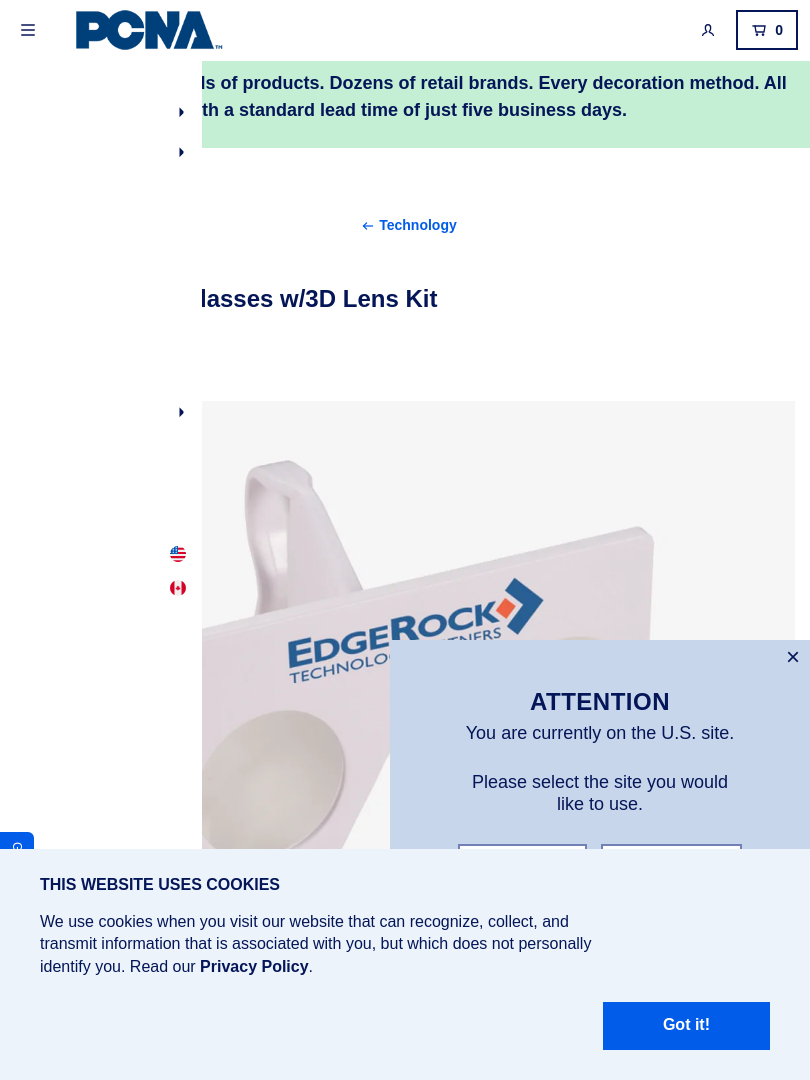 PCNA™
0
ls of products. Dozens of retail brands. Every decoration method. All
th a standard lead time of just five business days.
← Technology
lasses w/3D Lens Kit
EDGEROCK
TECHNOLOG NERS
×
ATTENTION
You are currently on the U.S. site.
Please select the site you would
like to use.
THIS WEBSITE USES COOKIES
We use cookies when you visit our website that can recognize, collect, and
transmit information that is associated with you, but which does not personally
identify you. Read our Privacy Policy.
Got it!